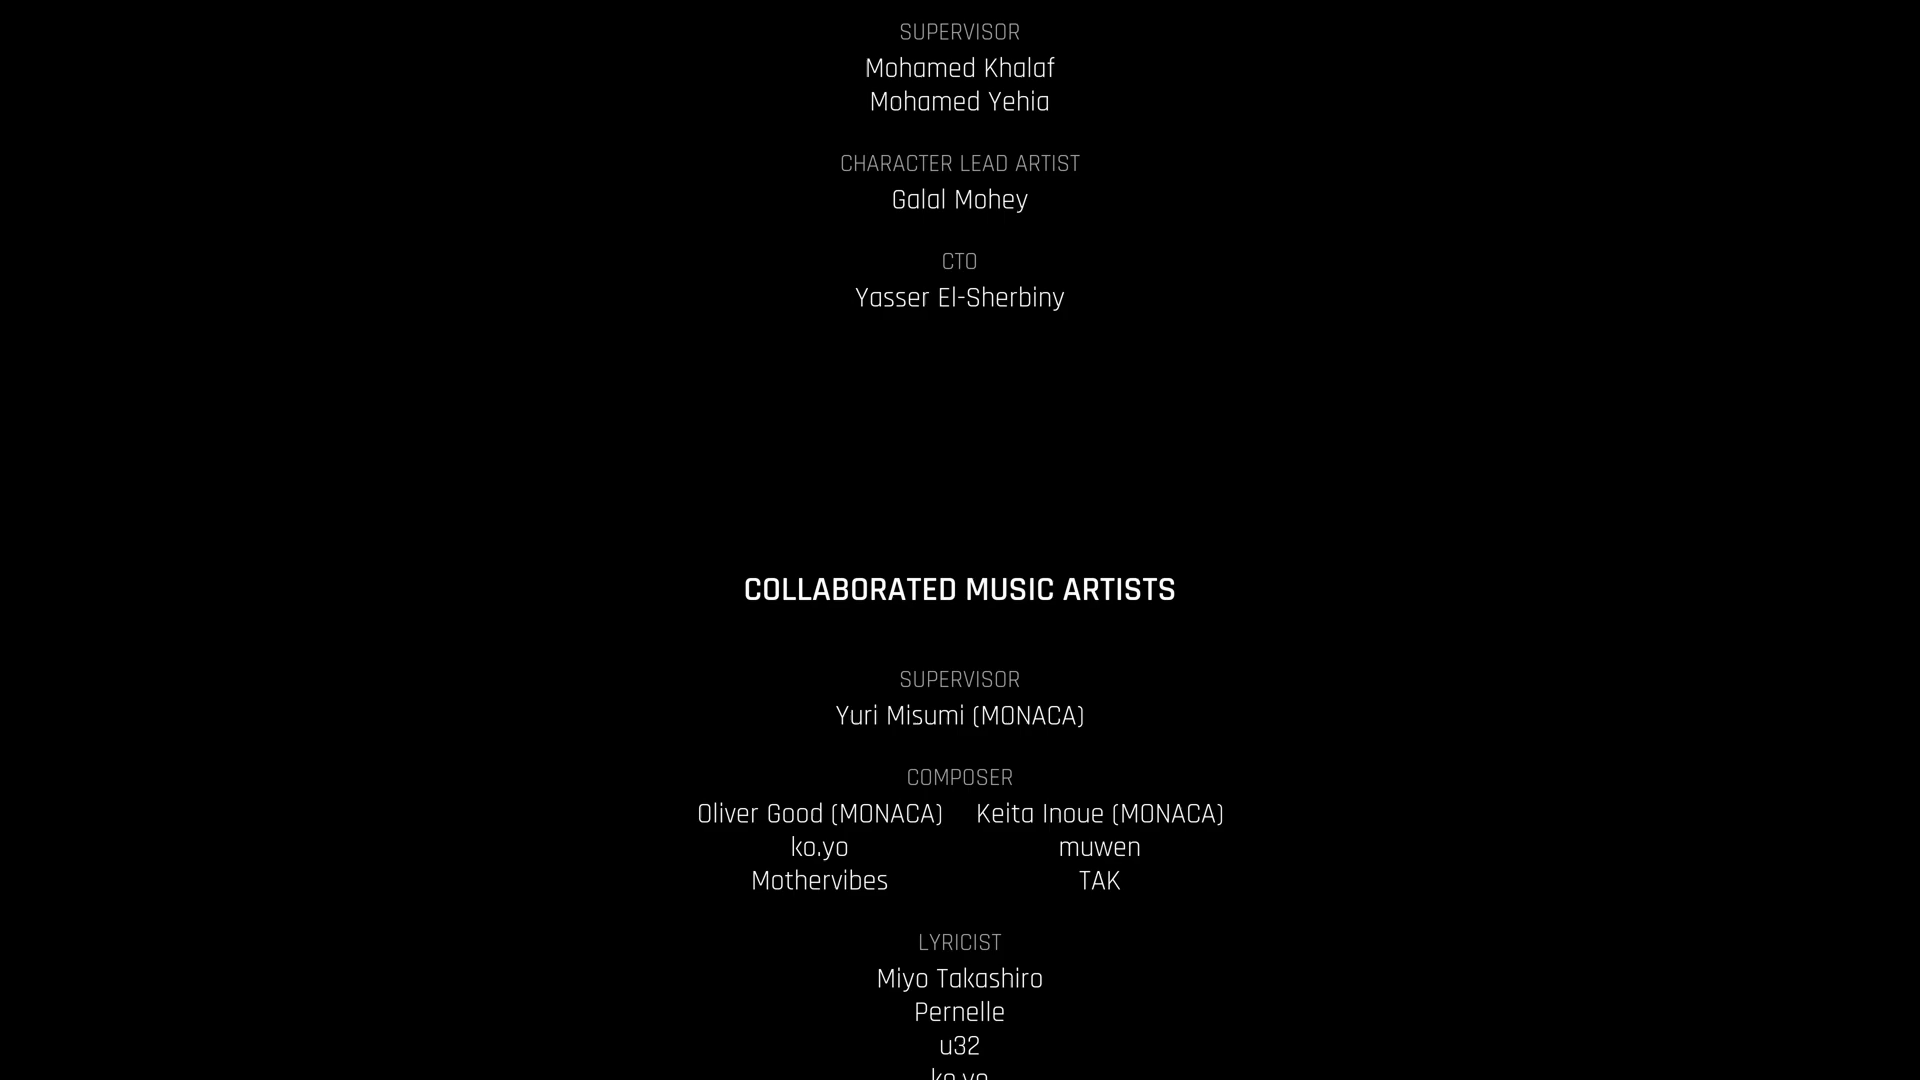 SUPERVISOR
Mohamed Khalaf
Mohamed Yehia
CHARACTER LEAD ARTIST
Galal Mohey
CTO
Yasser El-Sherbiny
COLLABORATED MUSIC ARTISTS
SUPERVISOR
Yuri Misumi (MONACA)
COMPOSER
Oliver Good (MONACA) Keita Inoue (MONACA)
ko.yo muwen
Mothervibes TAK
LYRICIST
Miyo Takashiro
Pernelle
u32
ko.yo